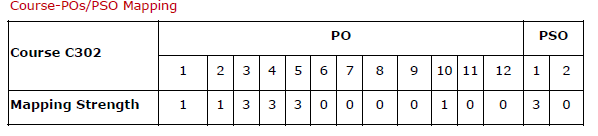 Course-POs/PSO Mapping
Course C302 PO PSO
1 2 3 4 5 6 7 8 9 10 11 12 1 2
Mapping Strength 1 1 3 3 3 0 0 0 0 1 0 0 3 0